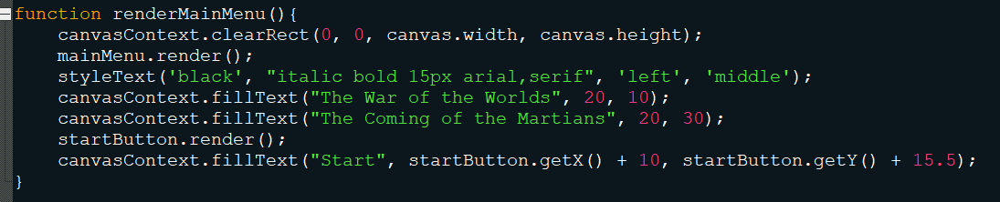 function renderMainMenu(){
    canvasContext.clearRect(0, 0, canvas.width, canvas.height);
    mainMenu.render();
    styleText('black', "italic bold 15px arial,serif", 'left', 'middle');
    canvasContext.fillText("The War of the Worlds", 20, 10);
    canvasContext.fillText("The Coming of the Martians", 20, 30);
    startButton.render();
    canvasContext.fillText("Start", startButton.getX() + 10, startButton.getY() + 15.5);
}